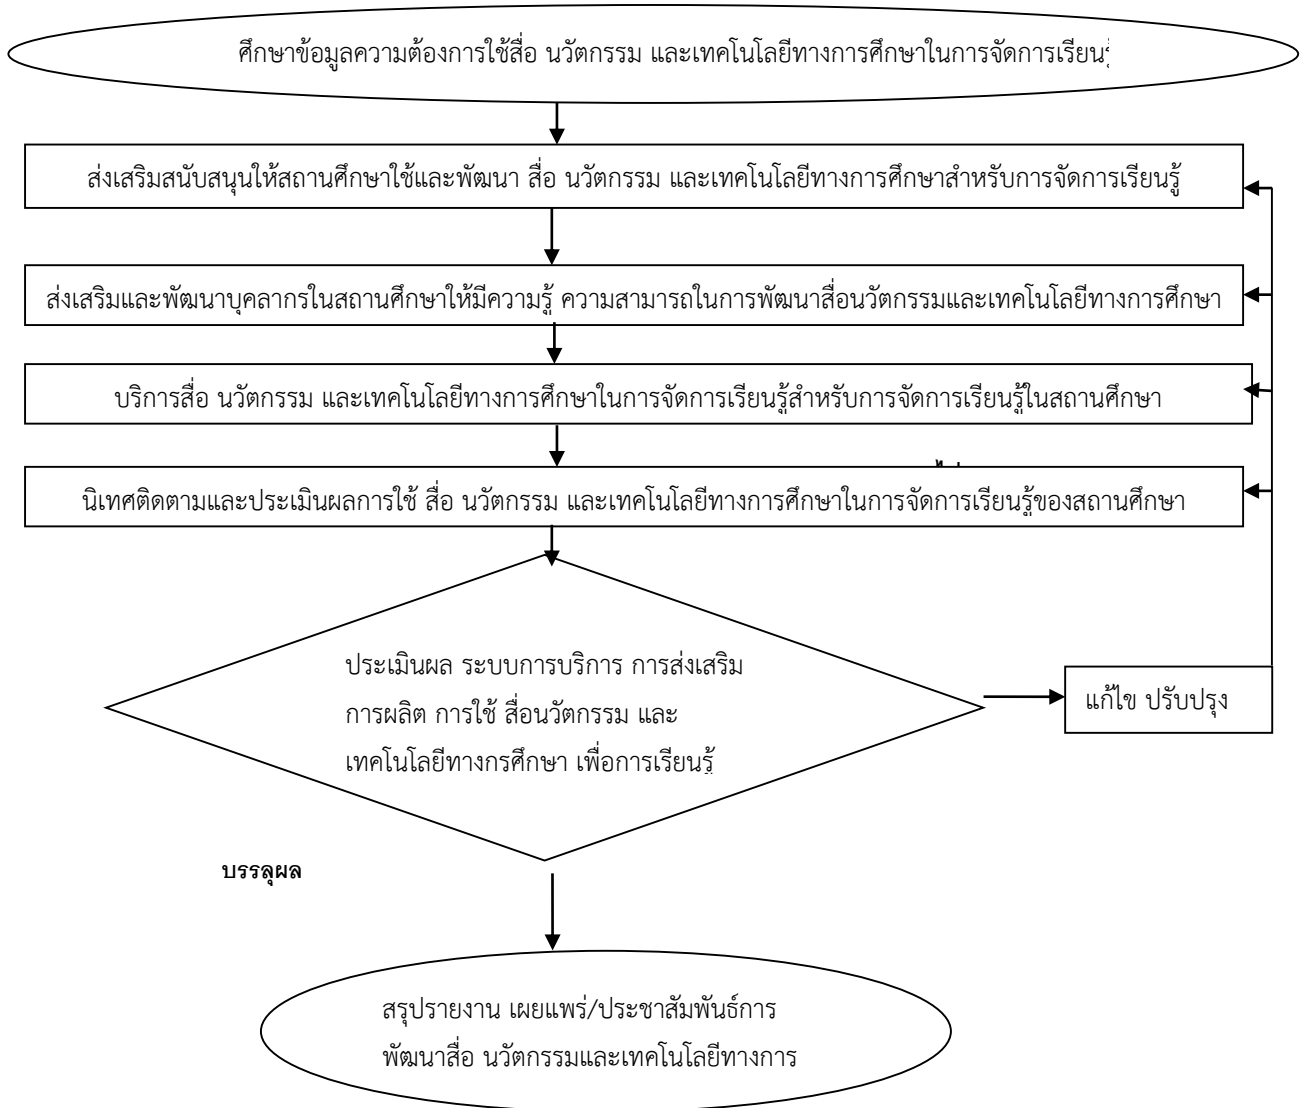 ศึกษาข้อมูลความต้องการใช้สื่อ นวัตกรรม และเทคโนโลยีทางการศึกษาในการจัดการเรียนรู้
ส่งเสริมสนับสนุนให้สถานศึกษาใช้และพัฒนา สื่อ นวัตกรรม และเทคโนโลยีทางการศึกษาสำหรับการจัดการเรียนรู้
ส่งเสริมและพัฒนาบุคลากรในสถานศึกษาให้มีความรู้ ความสามารถในการพัฒนาสื่อนวัตกรรมและเทคโนโลยีทางการศึกษา
บริการสื่อ นวัตกรรม และเทคโนโลยีทางการศึกษาในการจัดการเรียนรู้สำหรับการจัดการเรียนรู้ในสถานศึกษา
นิเทศติดตามและประเมินผลการใช้ สื่อ นวัตกรรม และเทคโนโลยีทางการศึกษาในการจัดการเรียนรู้ของสถานศึกษา
ประเมินผล ระบบการบริการ การส่งเสริม
การผลิต การใช้ สื่อนวัตกรรม และ
เทคโนโลยีทางกรศึกษา เพื่อการเรียนรู้
แก้ไข ปรับปรุง
บรรลุผล
สรุปรายงาน เผยแพร่/ประชาสัมพันธ์การ
พัฒนาสื่อ นวัตกรรมและเทคโนโลยีทางการ